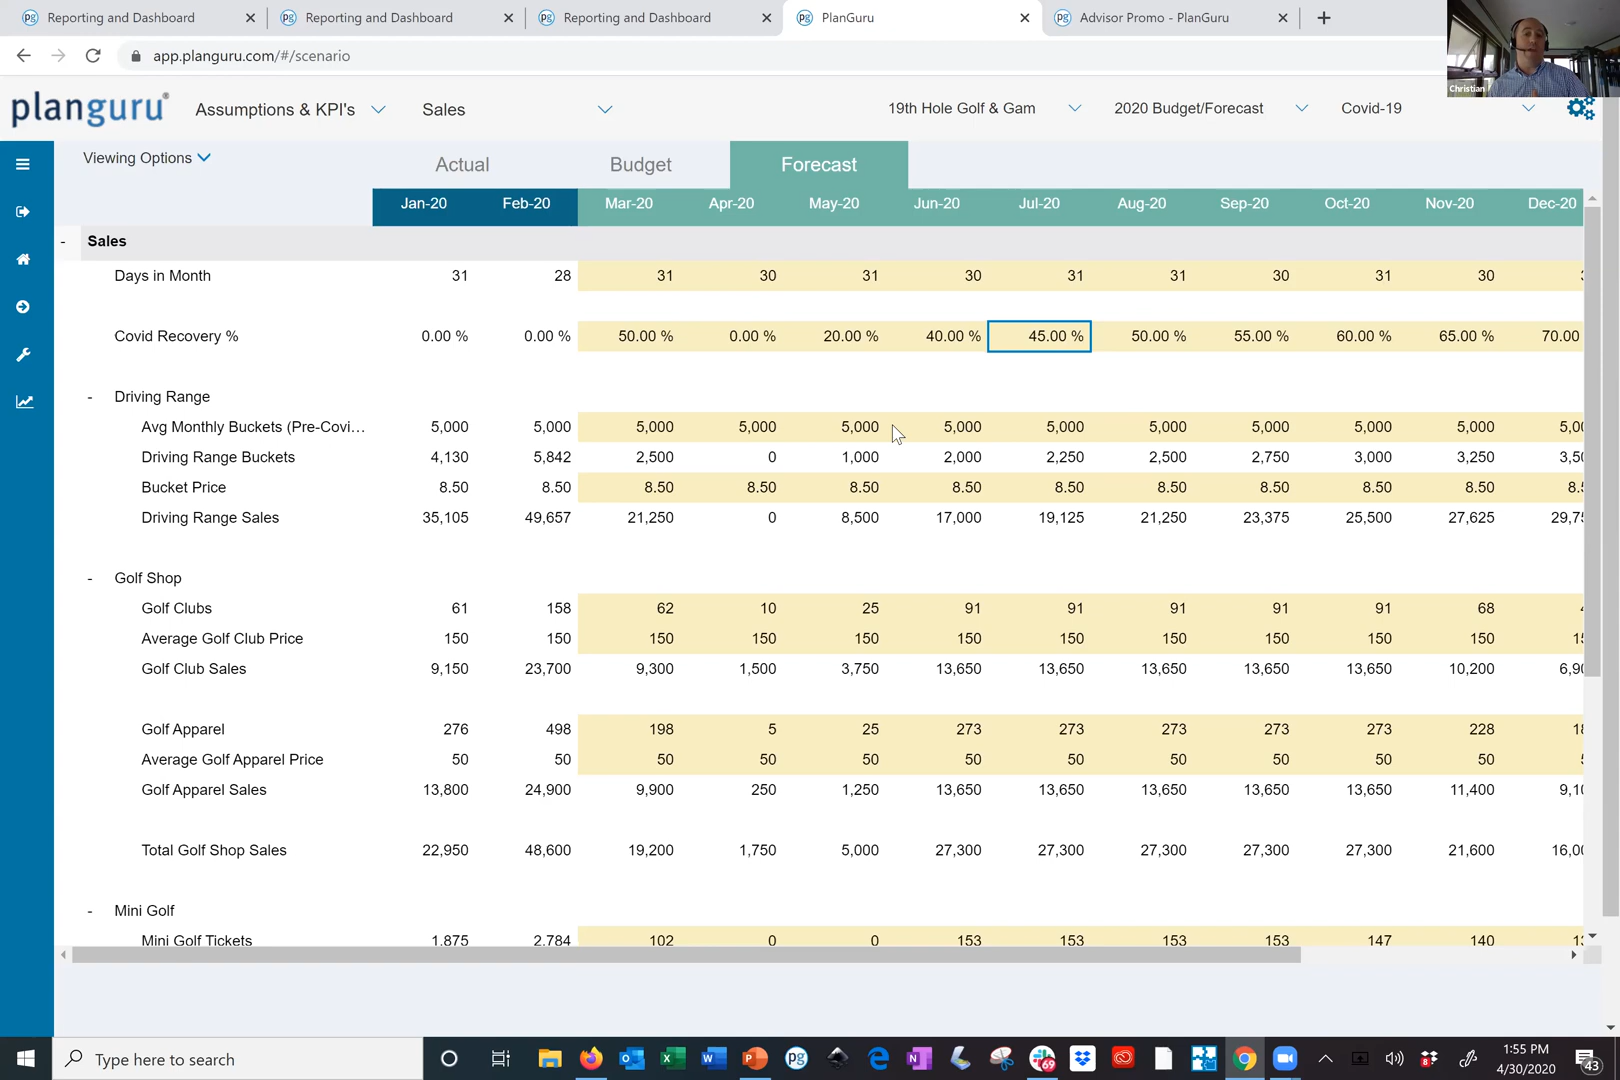 Reporting and Dashboard Reporting and Dashboard Reporting and Dashboard PlanGuru Advisor Promo - PlanGuru
app.planguru.com/#/scenario
Christian
planguru Assumptions & KPI's Sales 19th Hole Golf & Gam 2020 Budget/Forecast Covid-19
Viewing Options Actual Budget Forecast
Jan-20 Feb-20 Mar-20 Apr-20 May-20 Jun-20 Jul-20 Aug-20 Sep-20 Oct-20 Nov-20 Dec-20
- Sales
Days in Month 31 28 31 30 31 30 31 31 30 31 30
Covid Recovery % 0.00 % 0.00 % 50.00 % 0.00 % 20.00 % 40.00 % 45.00 % 50.00 % 55.00 % 60.00 % 65.00 % 70.00
- Driving Range
Avg Monthly Buckets (Pre-Covi... 5,000 5,000 5,000 5,000 5,000 5,000 5,000 5,000 5,000 5,000 5,000 5,00
Driving Range Buckets 4,130 5,842 2,500 0 1,000 2,000 2,250 2,500 2,750 3,000 3,250 3,50
Bucket Price 8.50 8.50 8.50 8.50 8.50 8.50 8.50 8.50 8.50 8.50 8.50 8.5
Driving Range Sales 35,105 49,657 21,250 0 8,500 17,000 19,125 21,250 23,375 25,500 27,625 29,75
- Golf Shop
Golf Clubs 61 158 62 10 25 91 91 91 91 91 68
Average Golf Club Price 150 150 150 150 150 150 150 150 150 150 150 15
Golf Club Sales 9,150 23,700 9,300 1,500 3,750 13,650 13,650 13,650 13,650 13,650 10,200 6,90
Golf Apparel 276 498 198 5 25 273 273 273 273 273 228 18
Average Golf Apparel Price 50 50 50 50 50 50 50 50 50 50 50
Golf Apparel Sales 13,800 24,900 9,900 250 1,250 13,650 13,650 13,650 13,650 13,650 11,400 9,10
Total Golf Shop Sales 22,950 48,600 19,200 1,750 5,000 27,300 27,300 27,300 27,300 27,300 21,600 16,00
- Mini Golf
Mini Golf Tickets 1,875 2,784 102 0 0 153 153 153 153 147 140 13
Type here to search
1:55 PM
4/30/2020
43